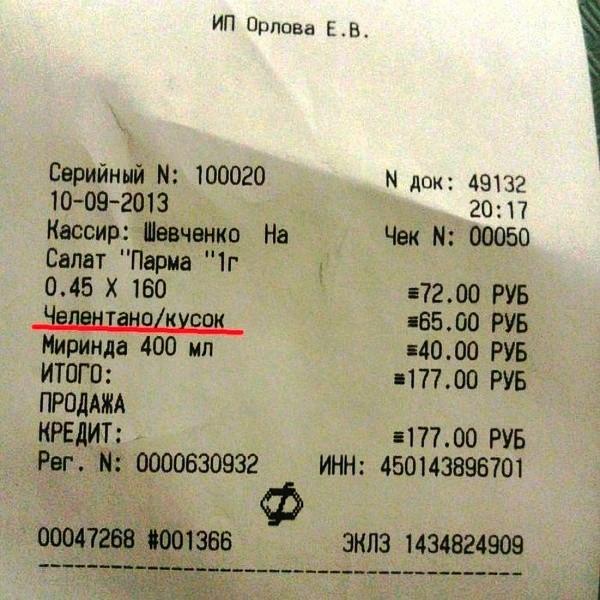 ИП Орлова Е.В.
Серийный N: 100020 N док: 49132
10-09-2013 20:17
Кассир: Шевченко На Чек N: 00050
Салат "Парма "1г
0.45 X 160 ≡72.00 РУБ
Челентано/кусок ≡65.00 РУБ
Миринда 400 мл ≡40.00 РУБ
ИТОГО: ≡177.00 РУБ
ПРОДАЖА
КРЕДИТ: ≡177.00 РУБ
Рег. N: 0000630932 ИНН: 450143896701
00047268 #001366 ЭКЛЗ 1434824909